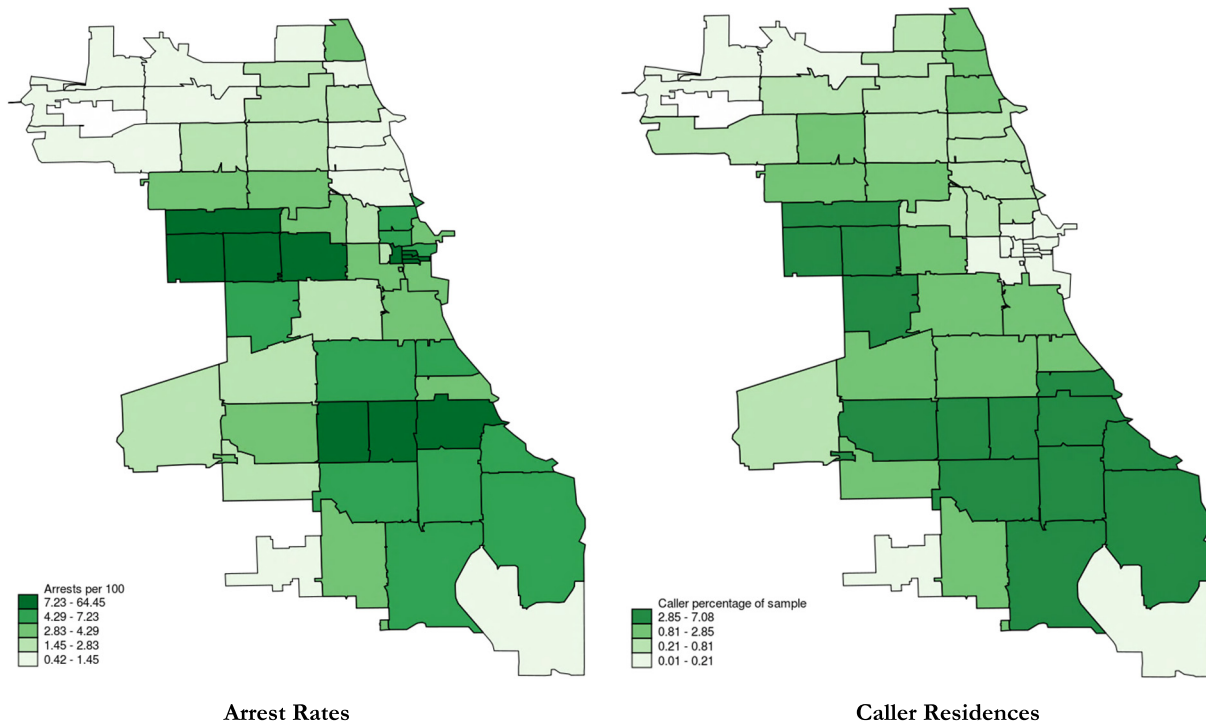 Arrests per 100
7.23 - 64.45
4.29 - 7.23
2.83 - 4.29
1.45 - 2.83
0.42 - 1.45
Caller percentage of sample
2.85 - 7.08
0.81 - 2.85
0.21 - 0.81
0.01 - 0.21
Arrest Rates
Caller Residences